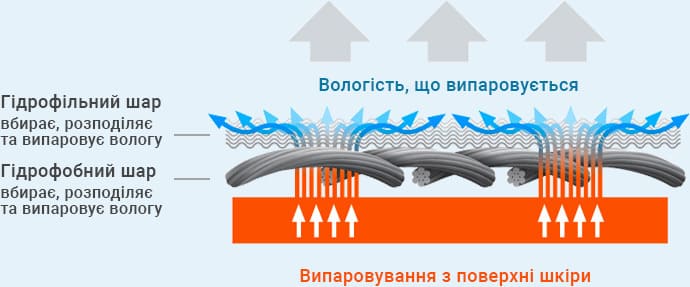 Вологість, що випаровується
Гідрофільний шар
вбирає, розподіляє
та випаровує вологу
Гідрофобний шар
вбирає, розподіляє
та випаровує вологу
Випаровування з поверхні шкіри